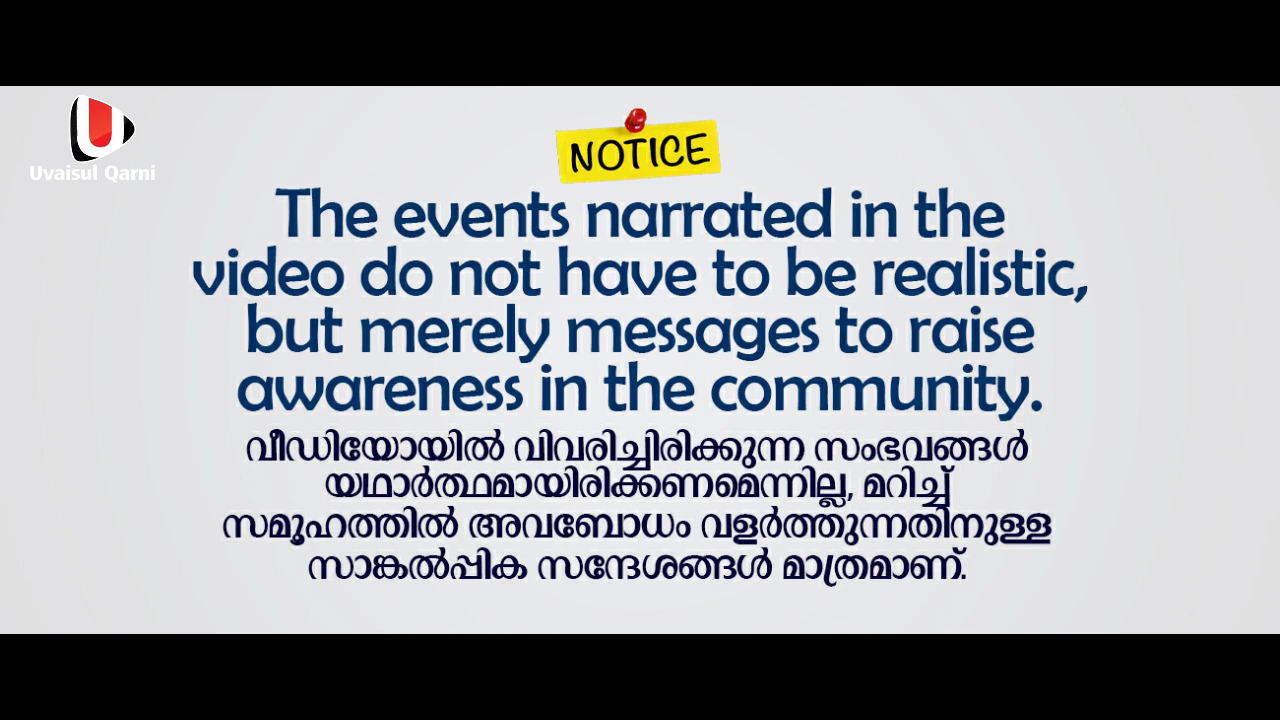 Uvaisul Qarni
NOTICE
The events narrated in the
video do not have to be realistic,
but merely messages to raise
awareness in the community.
വീഡിയോയിൽ വിവരിച്ചിരിക്കുന്ന സംഭവങ്ങൾ
യഥാർത്ഥമായിരിക്കണമെന്നില്ല, മറിച്ച്
സമൂഹത്തിൽ അവബോധം വളർത്തുന്നതിനുള്ള
സാങ്കൽപ്പിക സന്ദേശങ്ങൾ മാത്രമാണ്.